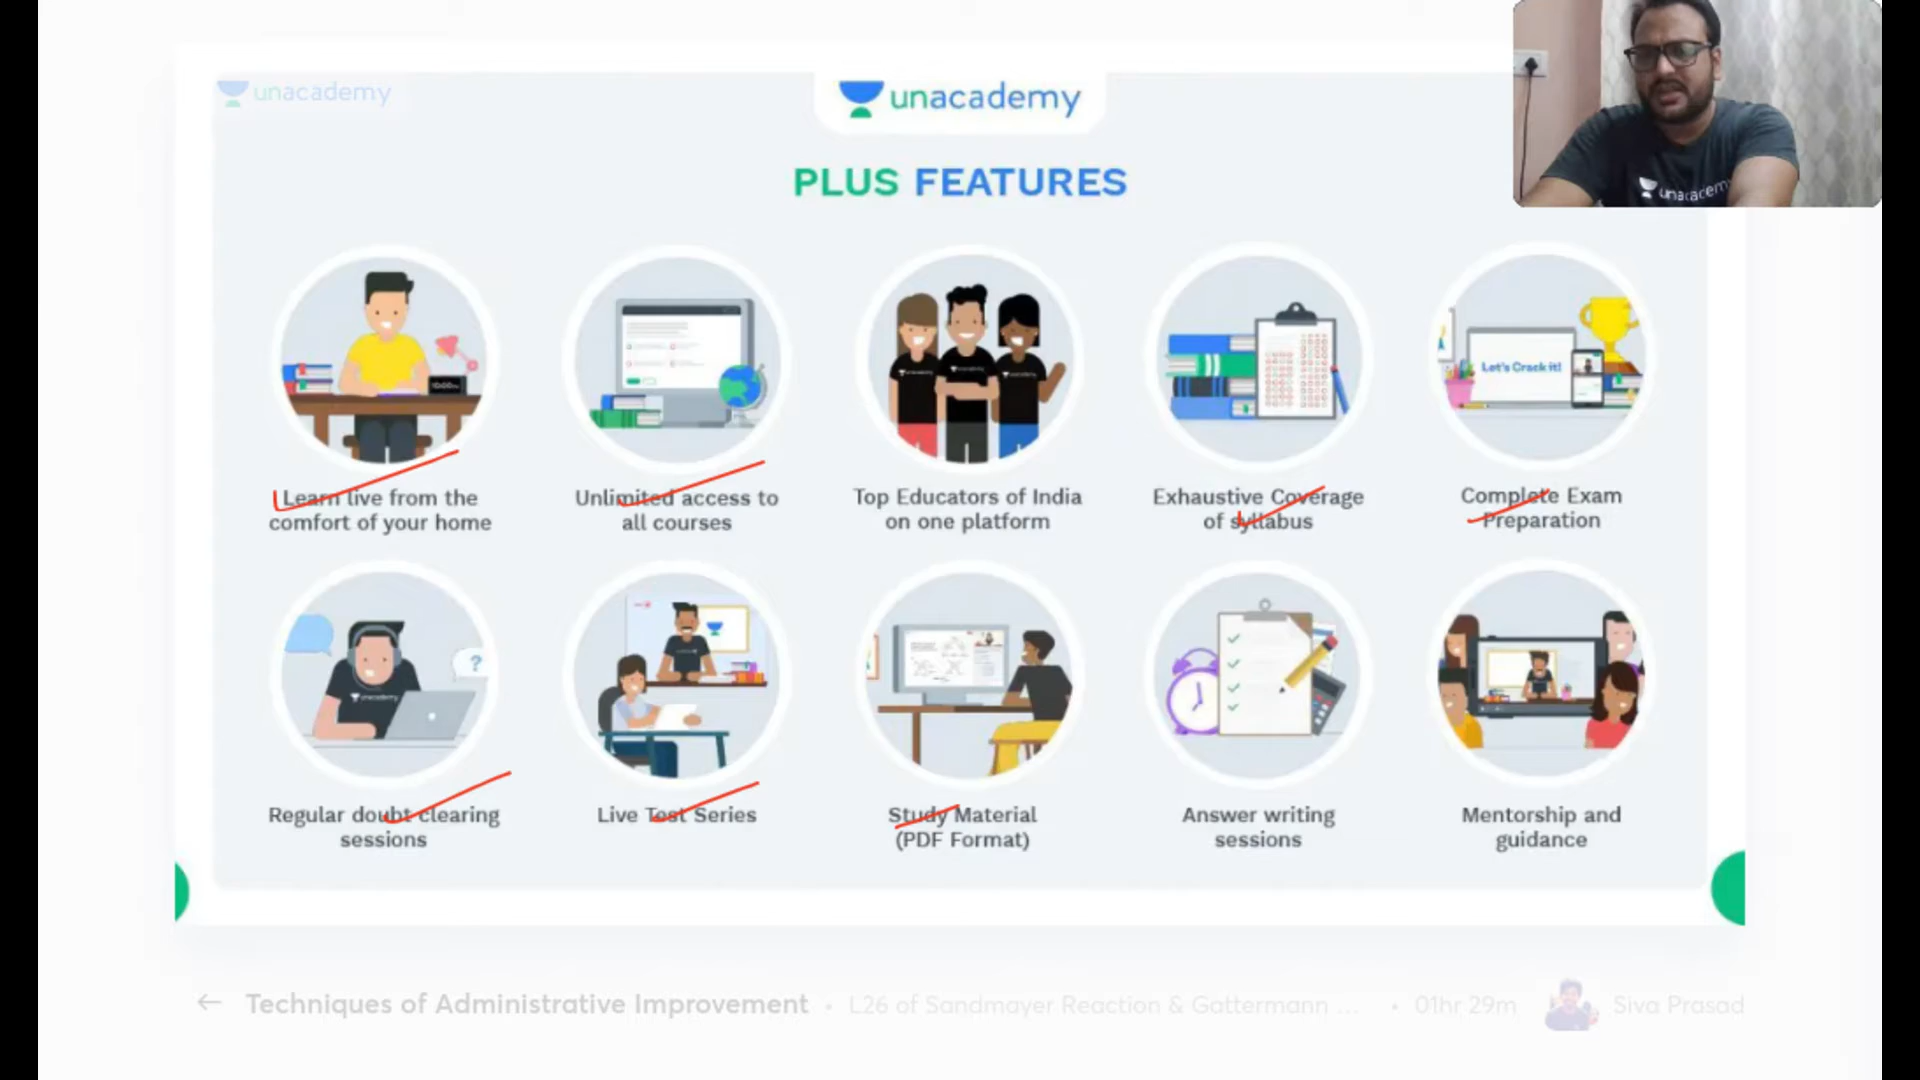 unacademy
unacademy
unacademy
PLUS FEATURES
Let's Crack it!
Learn live from the
comfort of your home
Unlimited access to
all courses
Top Educators of India
on one platform
Exhaustive Coverage
of syllabus
Complete Exam
Preparation
?
Regular doubt clearing
sessions
Live Test Series
Study Material
(PDF Format)
Answer writing
sessions
Mentorship and
guidance
← Techniques of Administrative Improvement • L26 of Sandmayer Reaction & Gattermann ... • 01hr 29m Siva Prasad